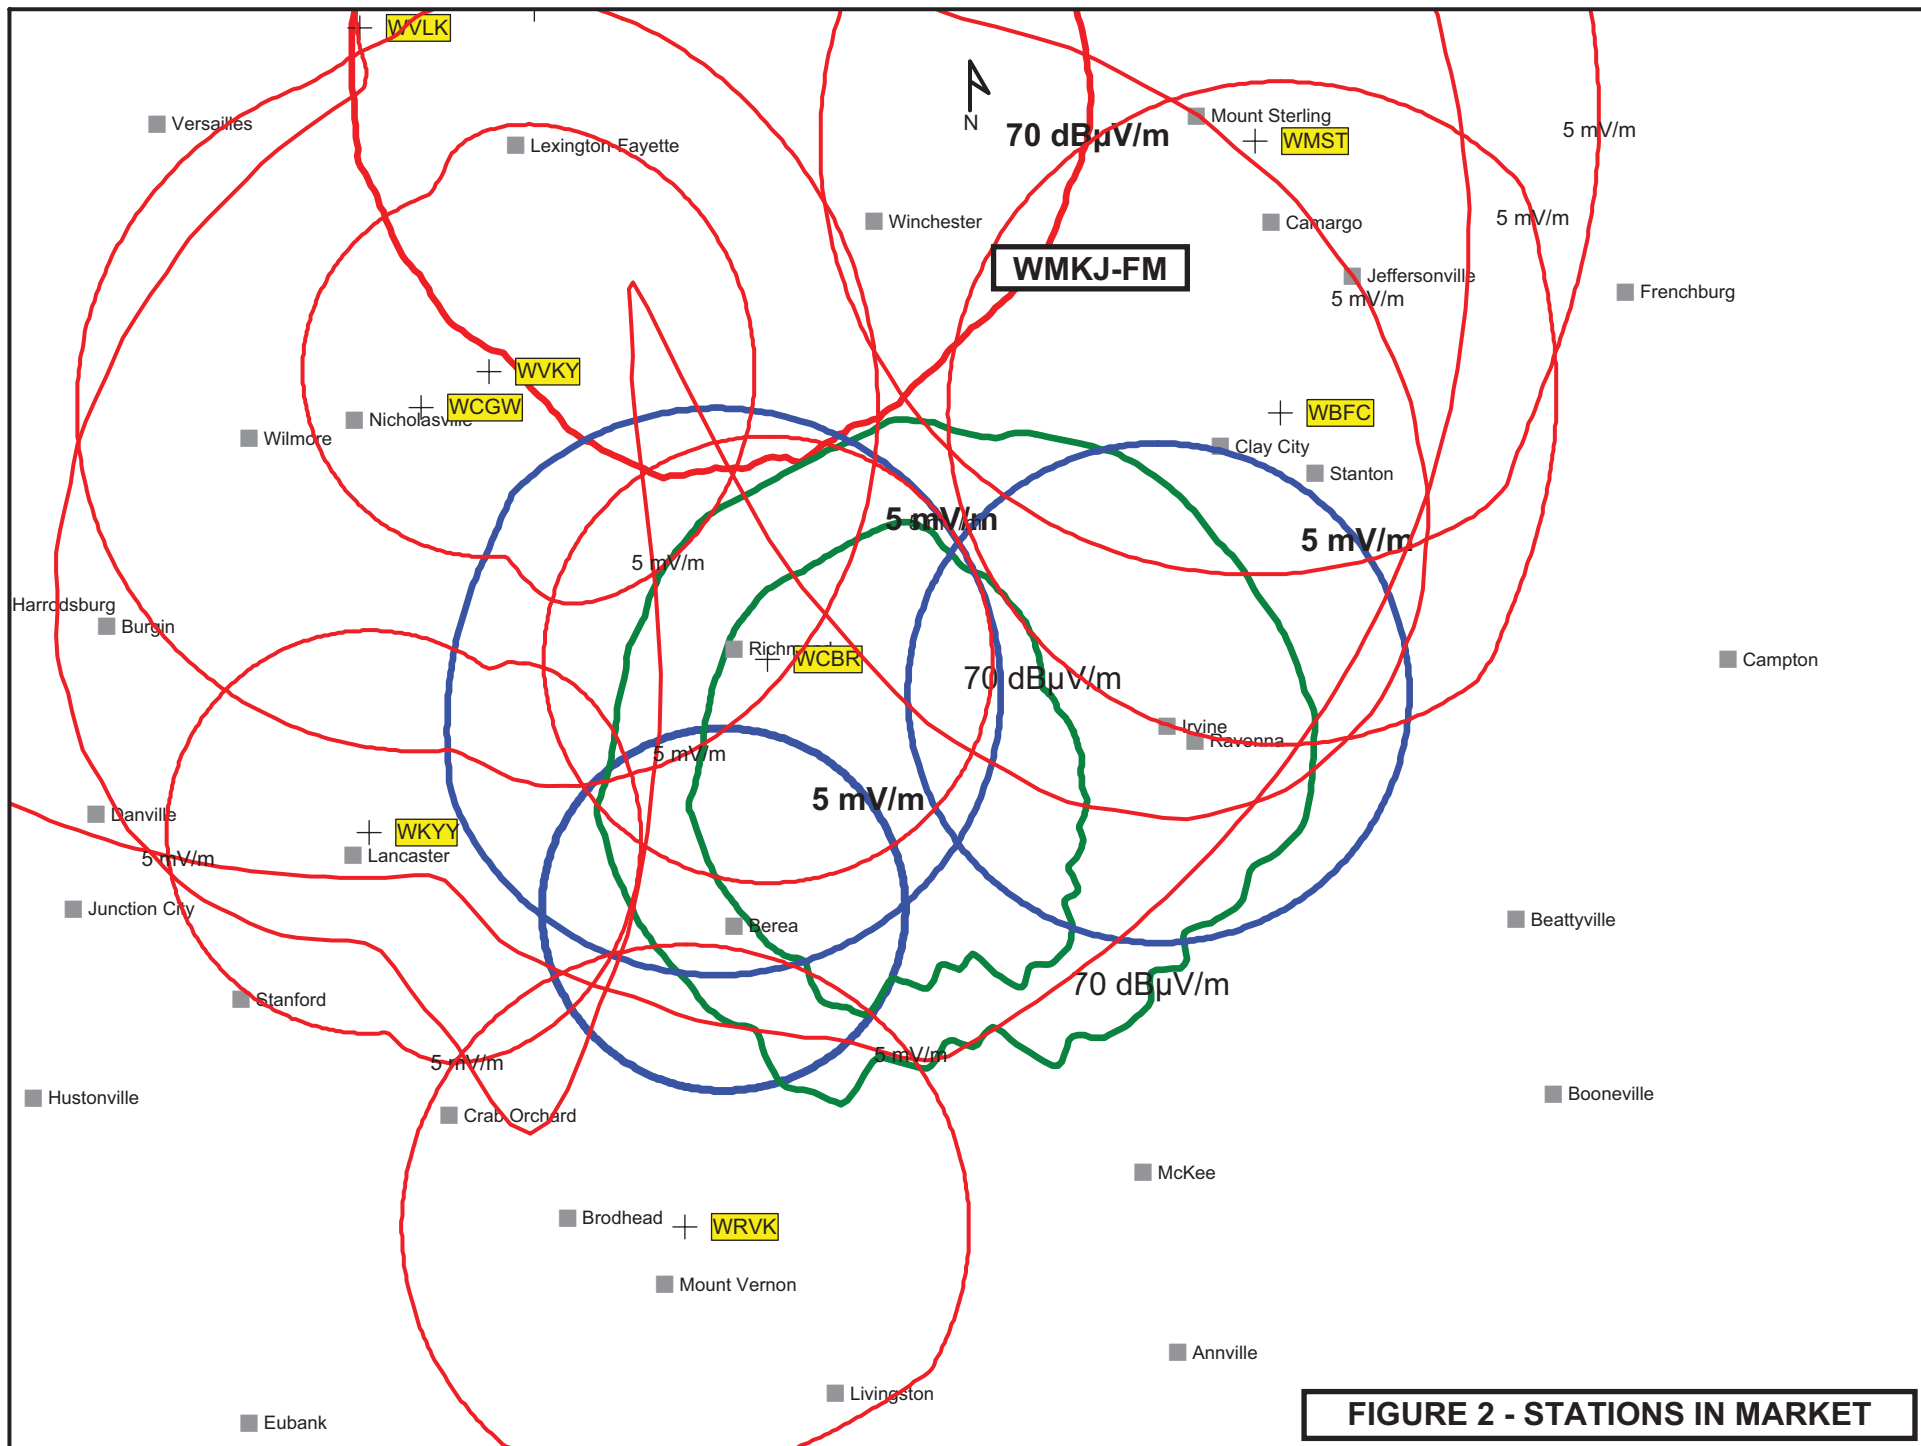 WVLK
Versailles
Lexington-Fayette
N
70 dBµV/m
Mount Sterling
WMST
5 mV/m
Winchester
Camargo
5 mV/m
WMKJ-FM
Jeffersonville
5 mV/m
Frenchburg
WVKY
WCGW
Nicholasville
Wilmore
WBFC
Clay City
Stanton
5 mV/m
5 mV/m
5 mV/m
Harrodsburg
Burgin
WCBR
70 dBµV/m
Campton
Irvine
Ravenna
5 mV/m
5 mV/m
Danville
WKYY
Lancaster
5 mV/m
Junction City
Berea
Beattyville
70 dBµV/m
Stanford
5 mV/m
5 mV/m
Hustonville
Crab Orchard
Booneville
McKee
Brodhead
WRVK
Mount Vernon
Annville
Livingston
Eubank
FIGURE 2 - STATIONS IN MARKET